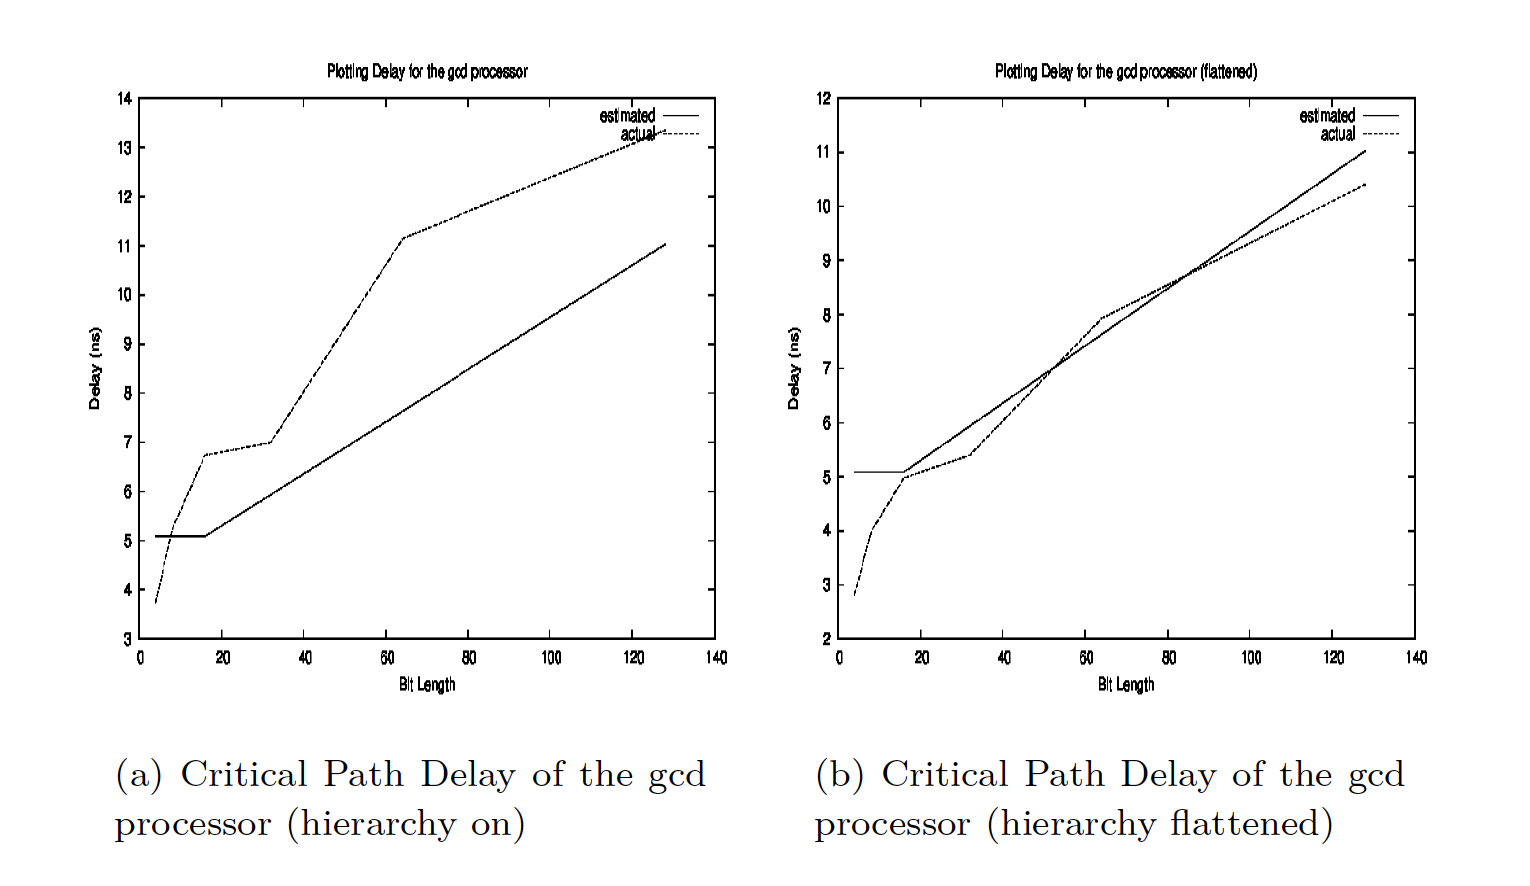 Plotting Delay for the gcd processor
14
13
12
11
10
9
8
7
6
5
4
3
estimated
actual
Delay (ns)
0 20 40 60 80 100 120 140
Bit Length
Plotting Delay for the gcd processor (flattened)
12
11
10
9
8
7
6
5
4
3
2
estimated
actual
Delay (ns)
0 20 40 60 80 100 120 140
Bit Length
(a) Critical Path Delay of the gcd
processor (hierarchy on)
(b) Critical Path Delay of the gcd
processor (hierarchy flattened)